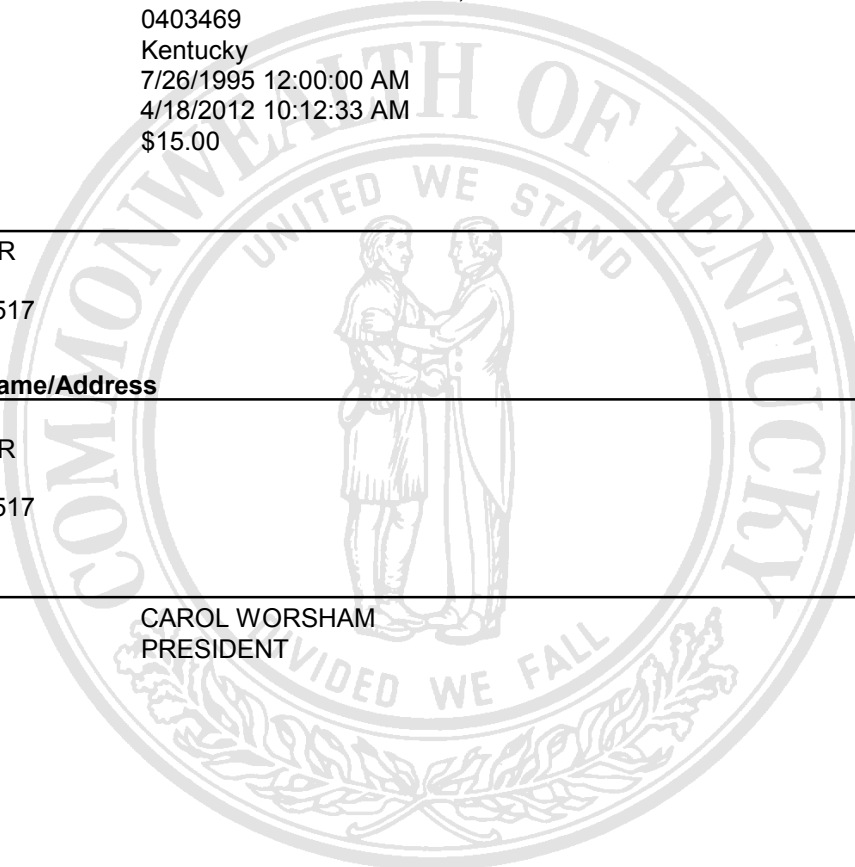 0403469
Kentucky
7/26/1995 12:00:00 AM
4/18/2012 10:12:33 AM
$15.00
R
517
ame/Address
R
517
CAROL WORSHAM
PRESIDENT
COMMONWEALTH OF KENTUCKY
UNITED WE STAND
DIVIDED WE FALL